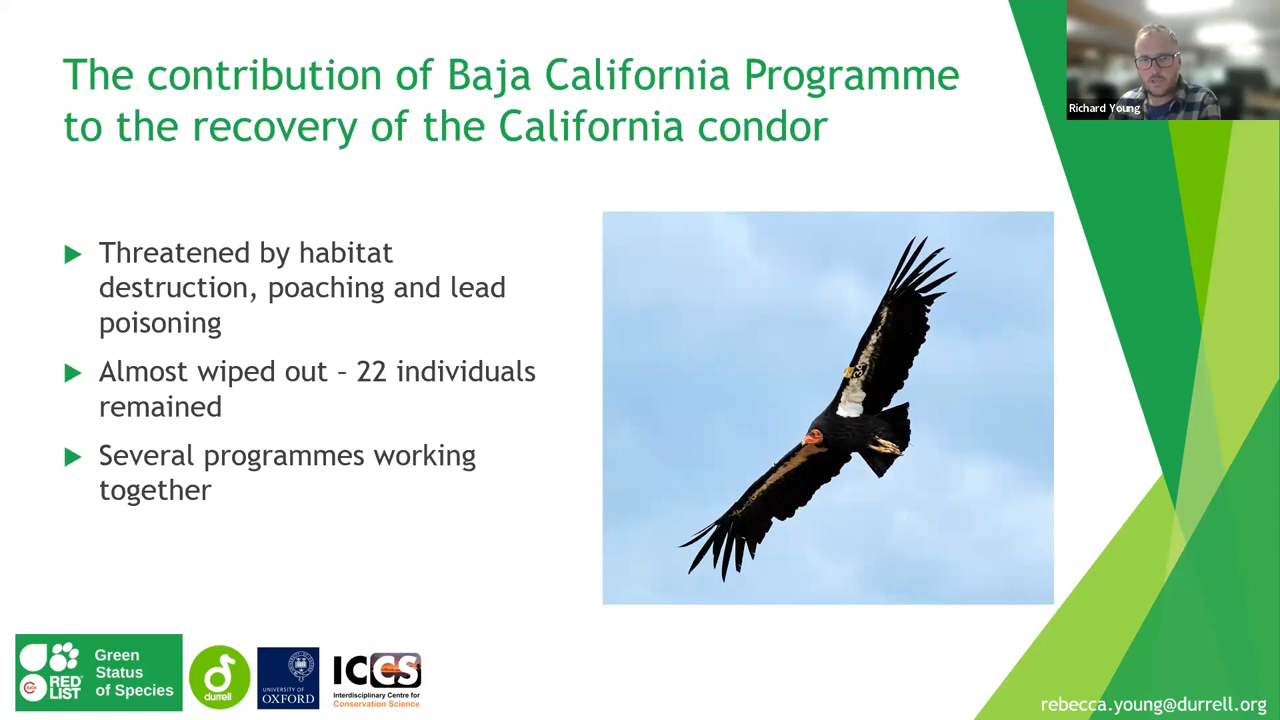 The contribution of Baja California Programme
to the recovery of the California condor
Richard Young
Threatened by habitat
destruction, poaching and lead
poisoning
Almost wiped out – 22 individuals
remained
Several programmes working
together
RED
LIST
Green
Status
of Species
durrell
UNIVERSITY OF
OXFORD
ICCS
Interdisciplinary Centre for
Conservation Science
rebecca.young@durrell.org